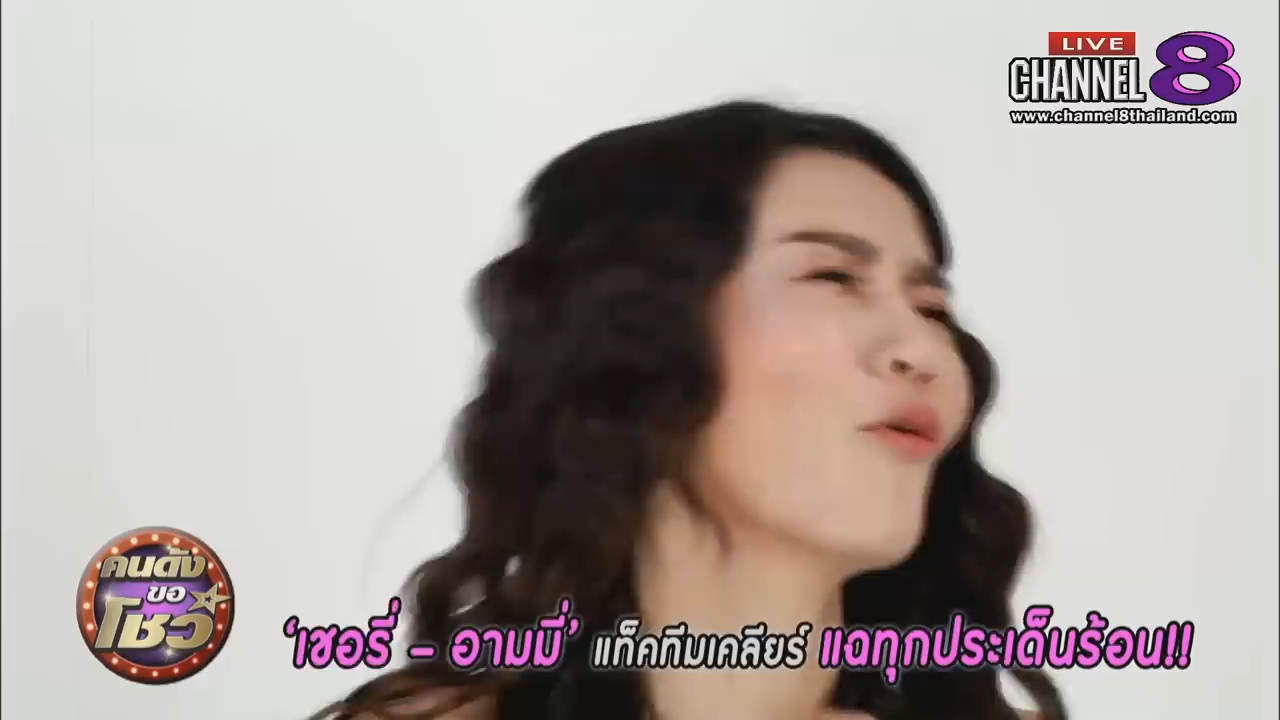 LIVE
CHANNEL 8
www.channel8thailand.com
คนดัง
ขอ
โชว์
‘เชอรี่ – อามมี่’ แท็คทีมเคลียร์ แฉทุกประเด็นร้อน!!